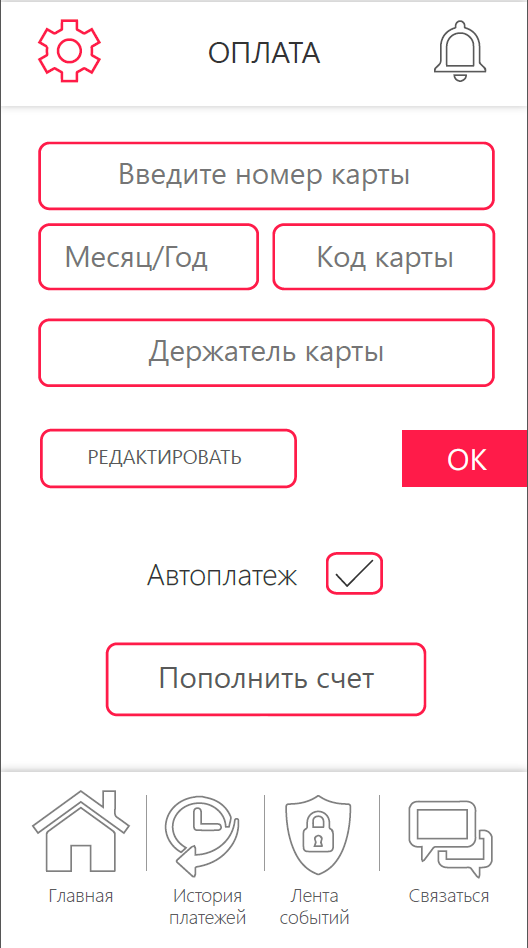 ОПЛАТА
Введите номер карты
Месяц/Год
Код карты
Держатель карты
РЕДАКТИРОВАТЬ
ОК
Автоплатеж
Пополнить счет
Главная
История
платежей
Лента
событий
Связаться